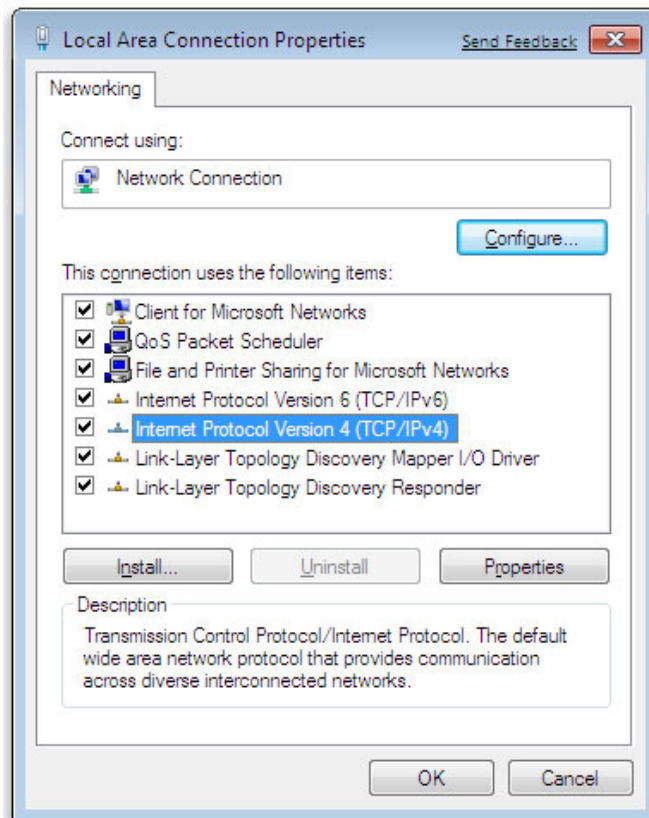 Local Area Connection Properties Send Feedback
Networking
Connect using:
Network Connection
Configure...
This connection uses the following items:
Client for Microsoft Networks
QoS Packet Scheduler
File and Printer Sharing for Microsoft Networks
Internet Protocol Version 6 (TCP/IPv6)
Internet Protocol Version 4 (TCP/IPv4)
Link-Layer Topology Discovery Mapper I/O Driver
Link-Layer Topology Discovery Responder
Install... Uninstall Properties
Description
Transmission Control Protocol/Internet Protocol. The default
wide area network protocol that provides communication
across diverse interconnected networks.
OK Cancel